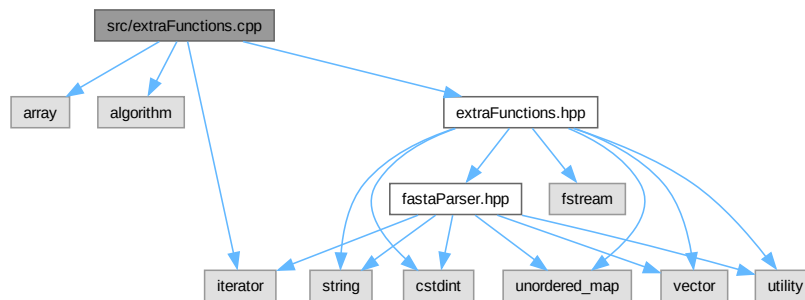 src/extraFunctions.cpp
array
algorithm
extraFunctions.hpp
fastaParser.hpp
fstream
iterator
string
cstdint
unordered_map
vector
utility